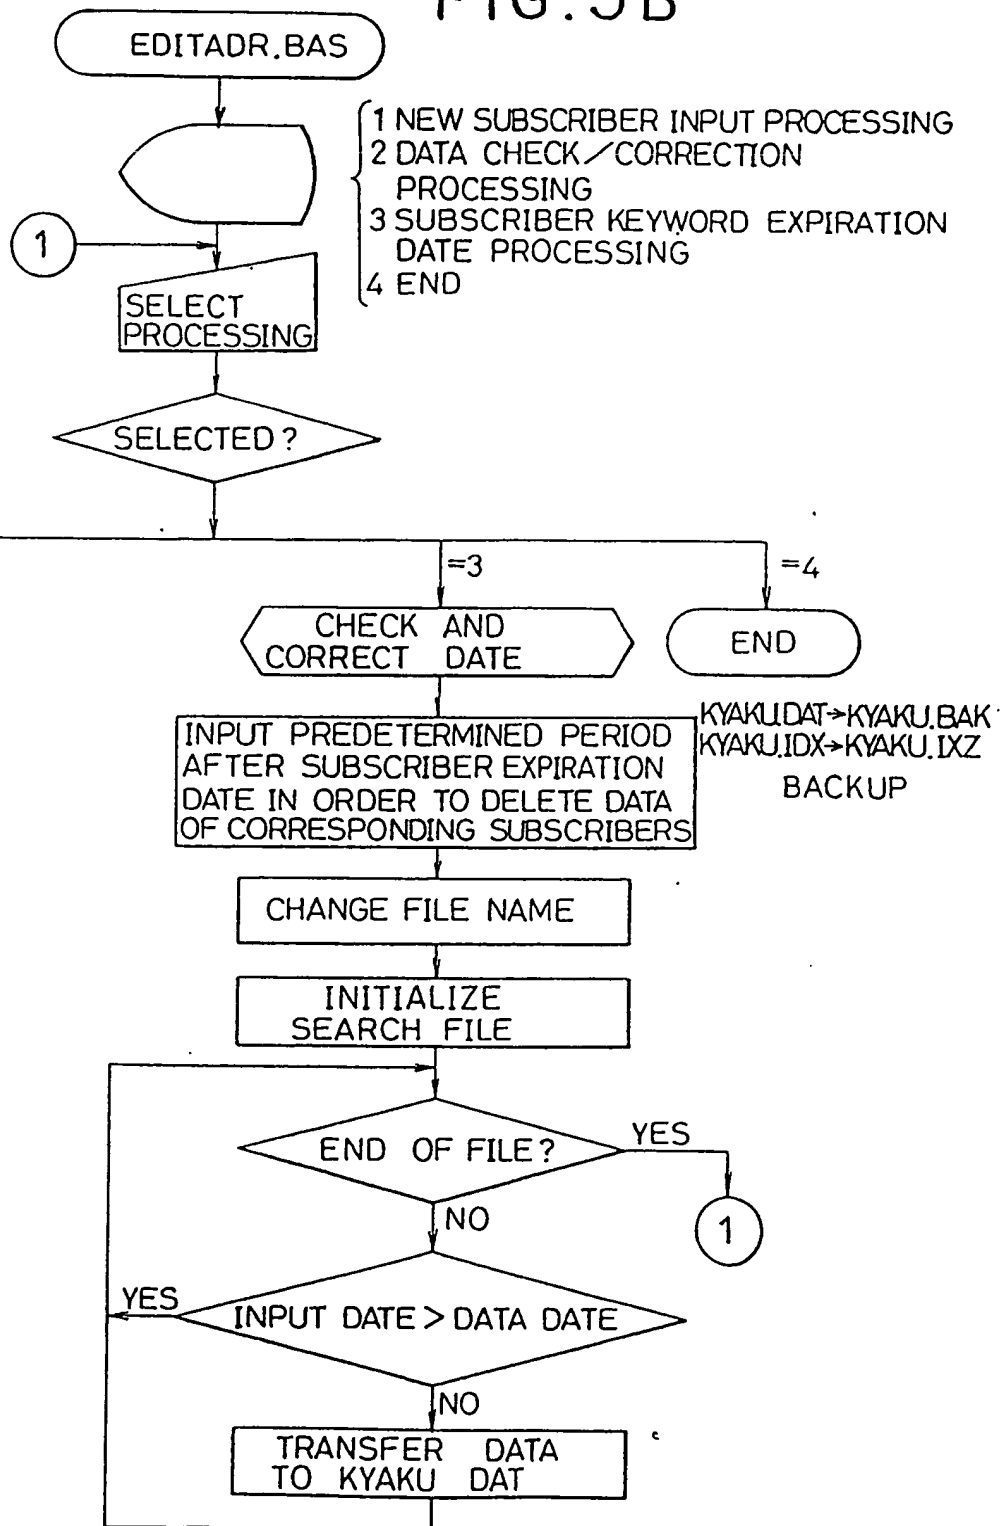 FIG. 5B
EDITADR.BAS
1 NEW SUBSCRIBER INPUT PROCESSING
2 DATA CHECK/CORRECTION
PROCESSING
3 SUBSCRIBER KEYWORD EXPIRATION
DATE PROCESSING
4 END
1
SELECT
PROCESSING
SELECTED?
=3
=4
CHECK AND
CORRECT DATE
END
INPUT PREDETERMINED PERIOD
AFTER SUBSCRIBER EXPIRATION
DATE IN ORDER TO DELETE DATA
OF CORRESPONDING SUBSCRIBERS
KYAKU.DAT→KYAKU.BAK
KYAKU.IDX→KYAKU.IXZ
BACKUP
CHANGE FILE NAME
INITIALIZE
SEARCH FILE
END OF FILE?
YES
1
NO
INPUT DATE > DATA DATE
YES
NO
TRANSFER DATA
TO KYAKU DAT